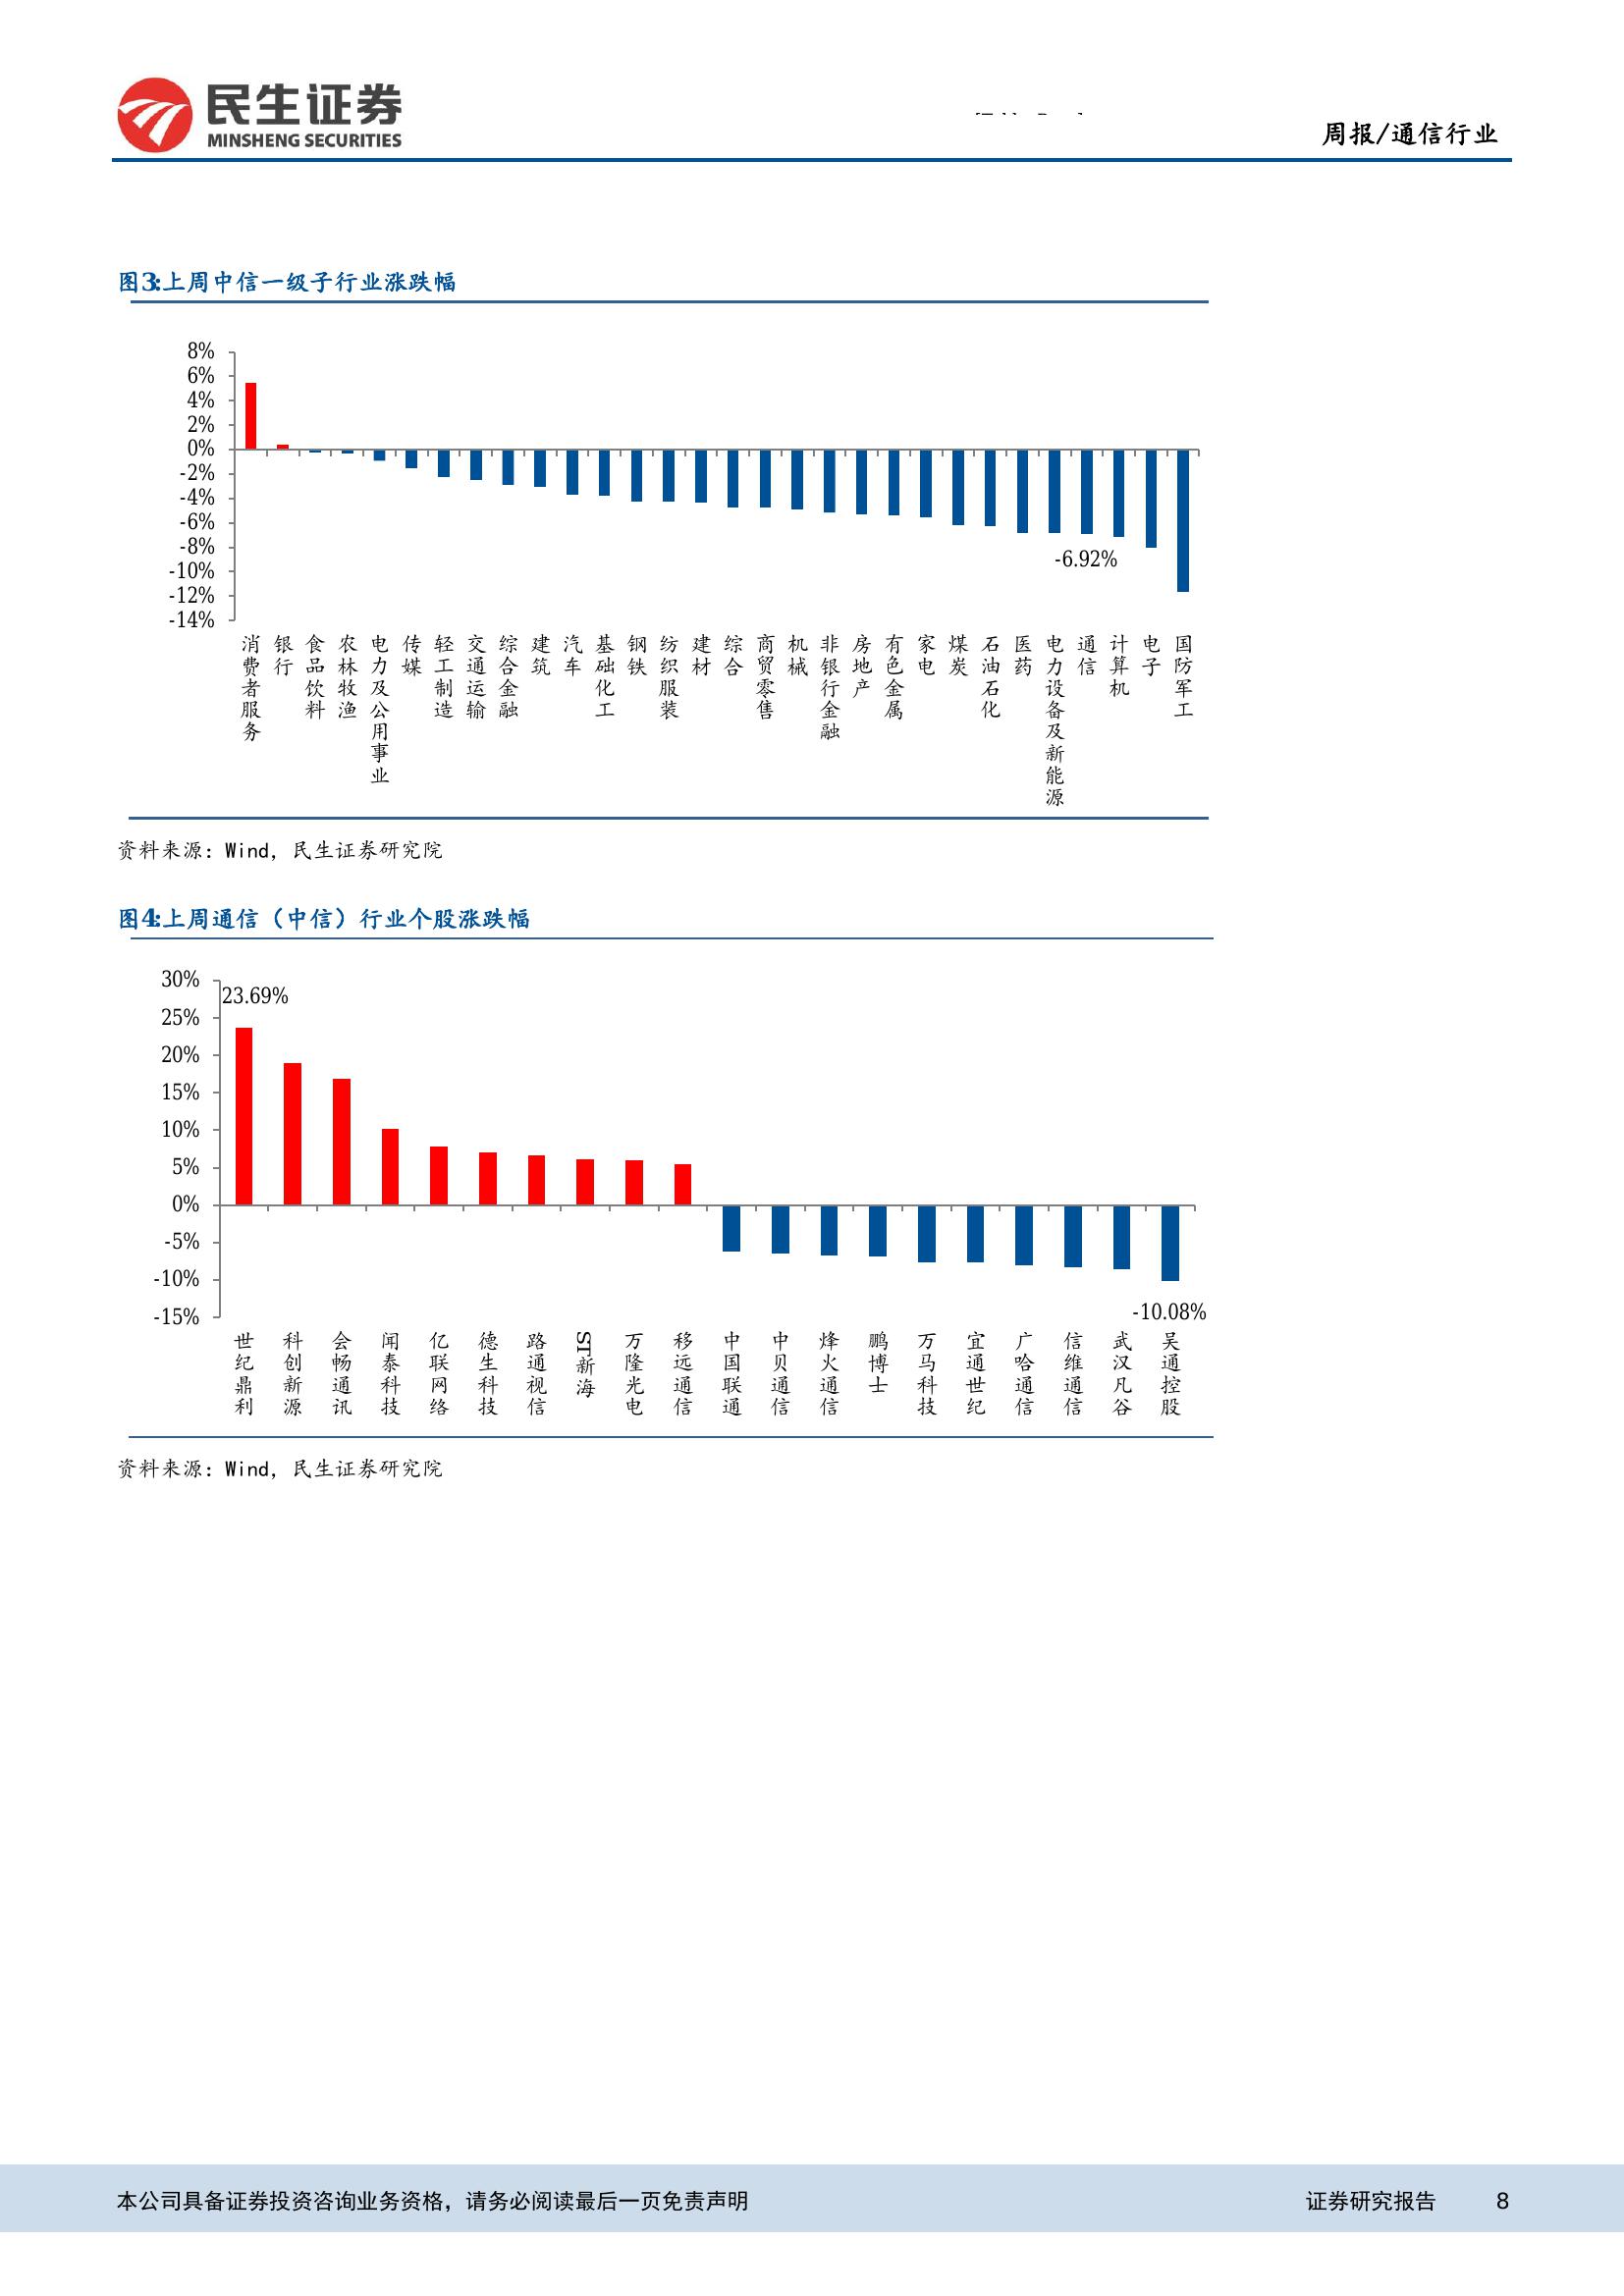 民生证券
MINSHENG SECURITIES
周报/通信行业
图3:上周中信一级子行业涨跌幅
8%
6%
4%
2%
0%
-2%
-4%
-6%
-8%
-10%
-12%
-14%
-6.92%
消费者服务
银行
食品饮料
农林牧渔
电力及公用事业
传媒
轻工制造
交通运输
综合金融
建筑
汽车
基础化工
钢铁
纺织服装
建材
综合
商贸零售
机械
非银行金融
房地产
有色金属
家电
煤炭
石油石化
医药
电力设备及新能源
通信
计算机
电子
国防军工
资料来源：Wind，民生证券研究院
图4:上周通信（中信）行业个股涨跌幅
30%
25%
20%
15%
10%
5%
0%
-5%
-10%
-15%
23.69%
-10.08%
世纪鼎利
科创新源
会畅通讯
闻泰科技
亿联网络
德生科技
路通视信
ST新海
万隆光电
移远通信
中国联通
中贝通信
烽火通信
鹏博士
万马科技
宜通世纪
广哈通信
信维通信
武汉凡谷
吴通控股
资料来源：Wind，民生证券研究院
本公司具备证券投资咨询业务资格，请务必阅读最后一页免责声明
证券研究报告 8